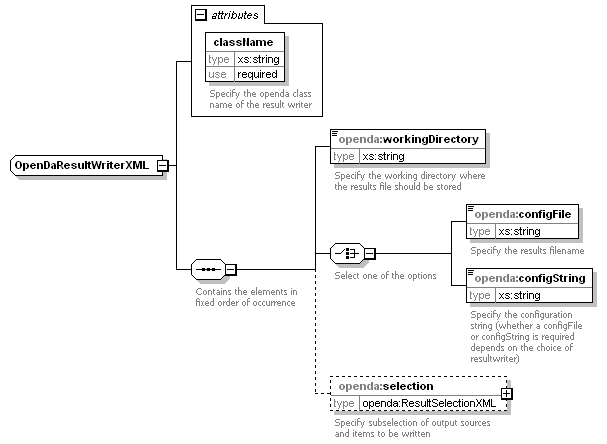 attributes
className
type xs:string
use required
Specify the openda class
name of the result writer
OpenDaResultWriterXML
openda:workingDirectory
type xs:string
Specify the working directory where
the results file should be stored
openda:configFile
type xs:string
Specify the results filename
Select one of the options
Contains the elements in
fixed order of occurrence
openda:configString
type xs:string
Specify the configuration
string (whether a configFile
or configString is required
depends on the choice of
resultwriter)
openda:selection
type openda:ResultSelectionXML
Specify subselection of output sources
and items to be written